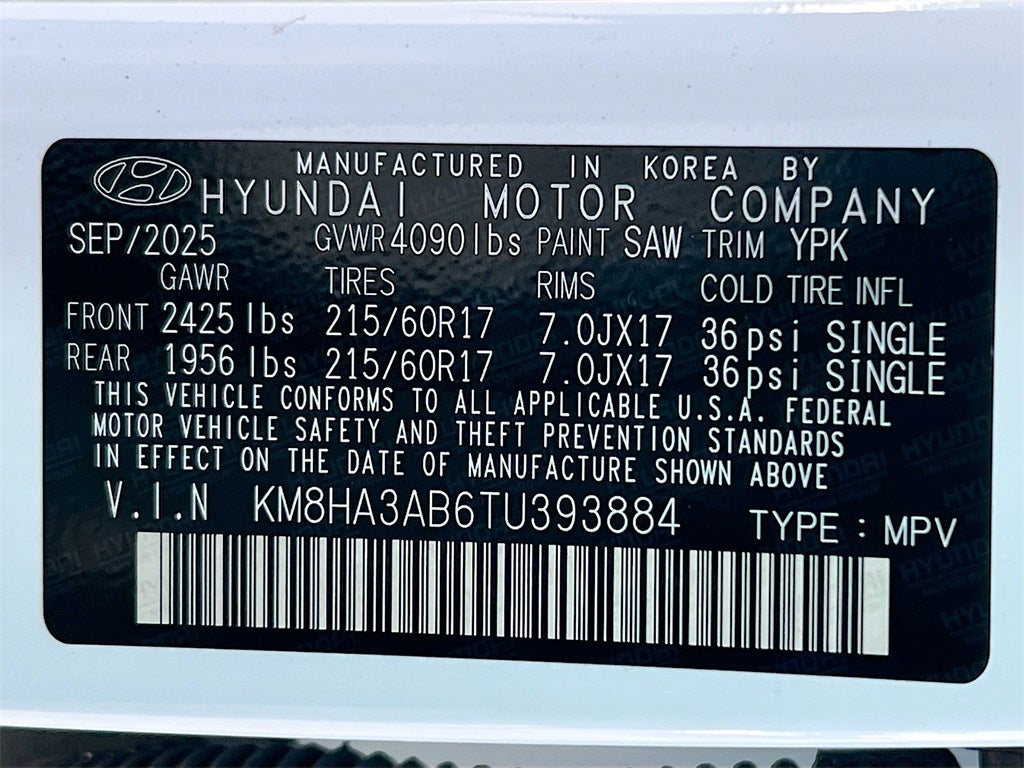 MANUFACTURED IN KOREA BY
HYUNDAI MOTOR COMPANY
SEP/2025 GVWR 4090 lbs PAINT SAW TRIM YPK
GAWR TIRES RIMS COLD TIRE INFL
FRONT 2425 lbs 215/60R17 7.0JX17 36psi SINGLE
REAR 1956 lbs 215/60R17 7.0JX17 36psi SINGLE
THIS VEHICLE CONFORMS TO ALL APPLICABLE U.S.A. FEDERAL
MOTOR VEHICLE SAFETY AND THEFT PREVENTION STANDARDS
IN EFFECT ON THE DATE OF MANUFACTURE SHOWN ABOVE
V.I.N KM8HA3AB6TU393884 TYPE : MPV